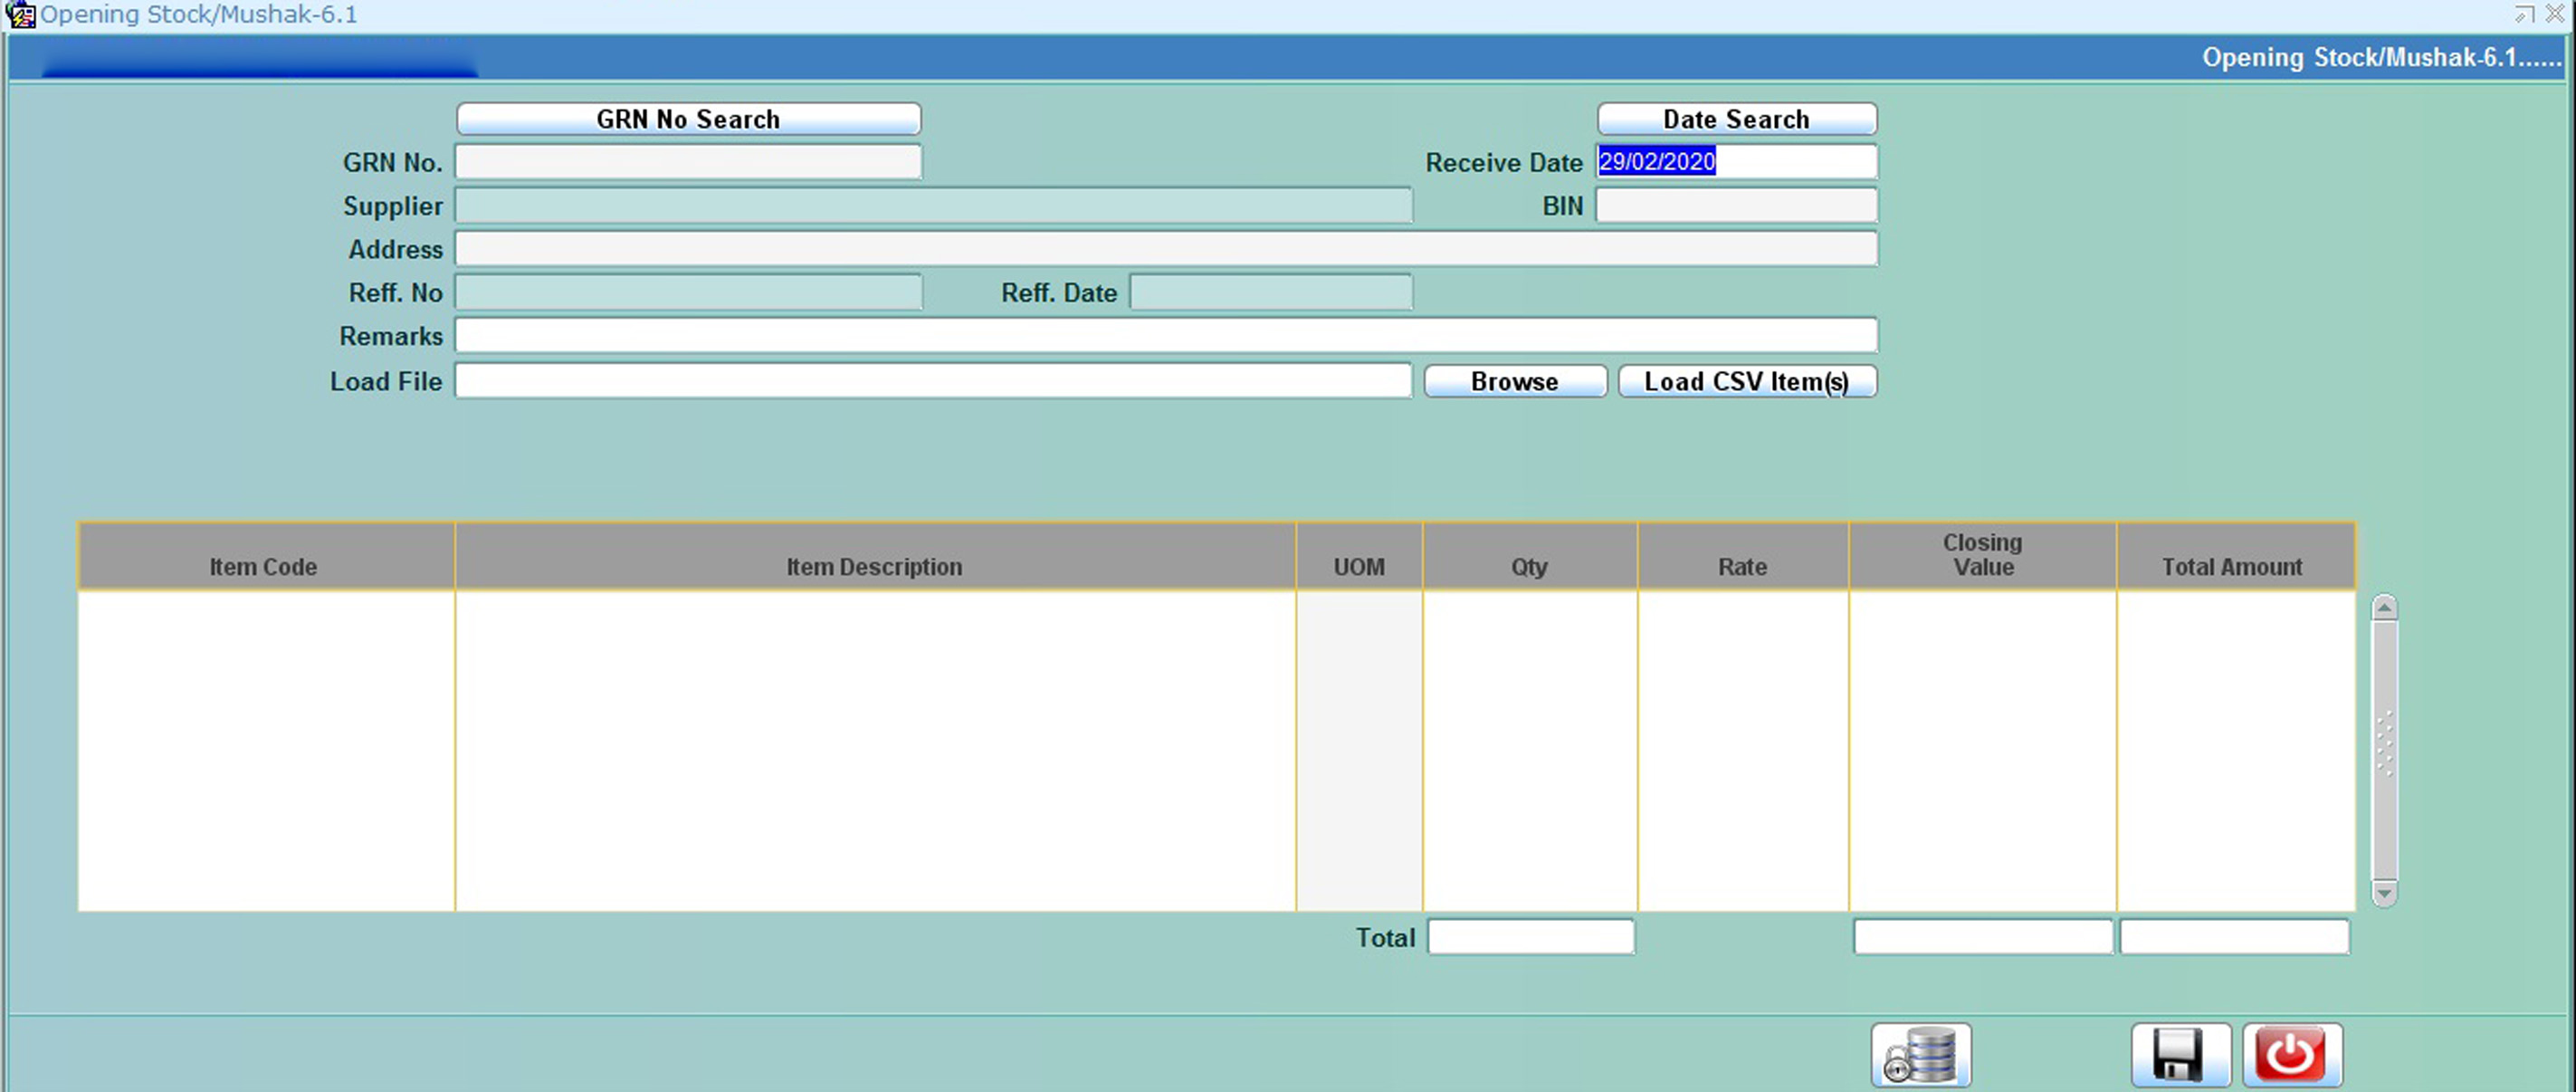 Opening Stock/Mushak-6.1
Opening Stock/Mushak-6.1......
GRN No Search
Date Search
GRN No.
Receive Date 29/02/2020
Supplier
BIN
Address
Reff. No
Reff. Date
Remarks
Load File
Browse
Load CSV Item(s)
Item Code
Item Description
UOM
Qty
Rate
Closing
Value
Total Amount
Total